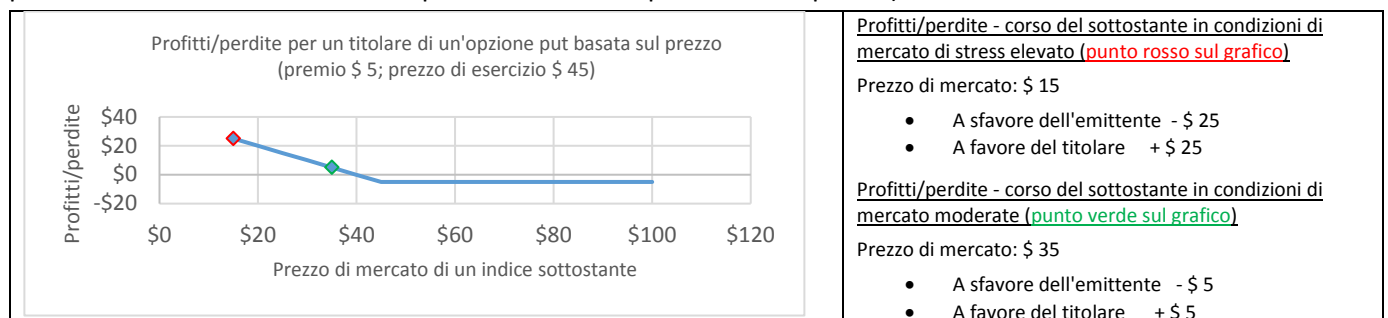 Profitti/perdite per un titolare di un'opzione put basata sul prezzo
(premio $ 5; prezzo di esercizio $ 45)
Profitti/perdite
$40
$20
$0
-$20
$0 $20 $40 $60 $80 $100 $120
Prezzo di mercato di un indice sottostante
Profitti/perdite - corso del sottostante in condizioni di
mercato di stress elevato (punto rosso sul grafico)
Prezzo di mercato: $ 15
• A sfavore dell'emittente - $ 25
• A favore del titolare + $ 25
Profitti/perdite - corso del sottostante in condizioni di
mercato moderate (punto verde sul grafico)
Prezzo di mercato: $ 35
• A sfavore dell'emittente - $ 5
• A favore del titolare + $ 5